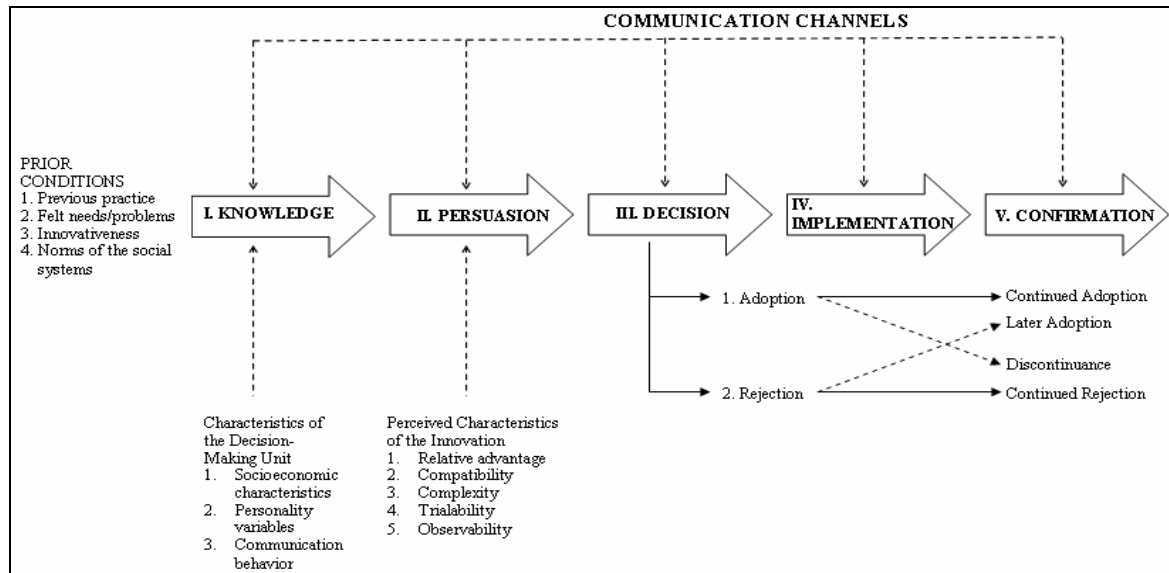 COMMUNICATION CHANNELS
PRIOR
CONDITIONS
1. Previous practice
2. Felt needs/problems
3. Innovativeness
4. Norms of the social
systems
I. KNOWLEDGE
II. PERSUASION
III. DECISION
IV.
IMPLEMENTATION
V. CONFIRMATION
1. Adoption
2. Rejection
Continued Adoption
Later Adoption
Discontinuance
Continued Rejection
Characteristics of
the Decision-
Making Unit
1. Socioeconomic
characteristics
2. Personality
variables
3. Communication
behavior
Perceived Characteristics
of the Innovation
1. Relative advantage
2. Compatibility
3. Complexity
4. Trialability
5. Observability